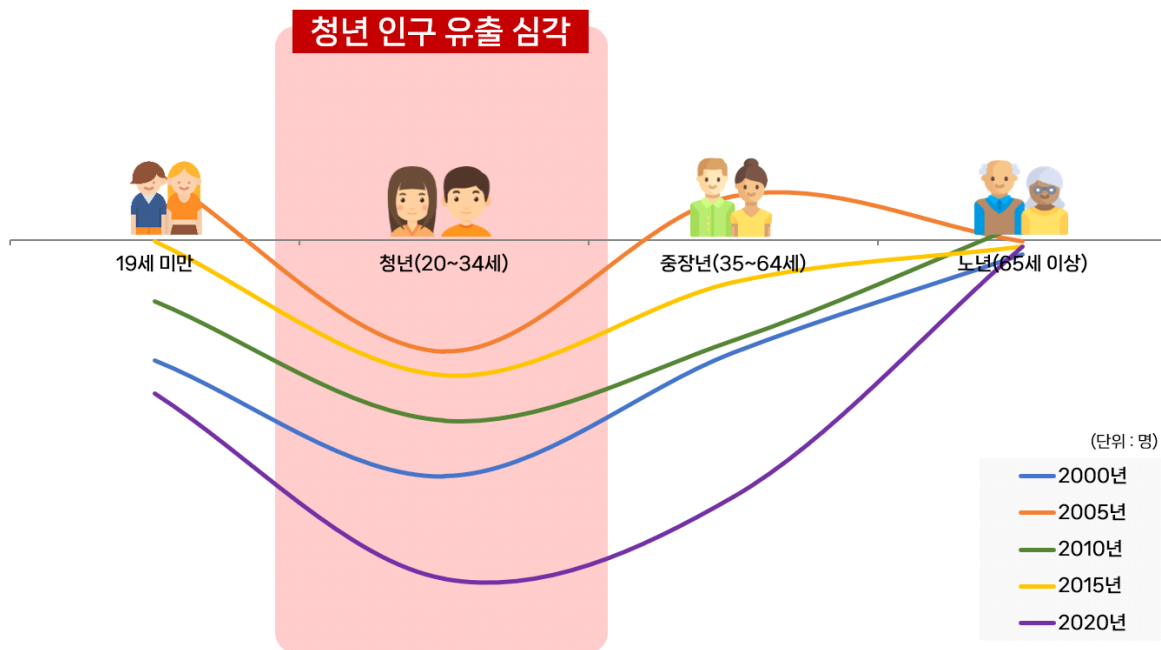 청년 인구 유출 심각
19세 미만
청년(20~34세)
중장년(35~64세)
노년(65세 이상)
(단위 : 명)
2000년
2005년
2010년
2015년
2020년